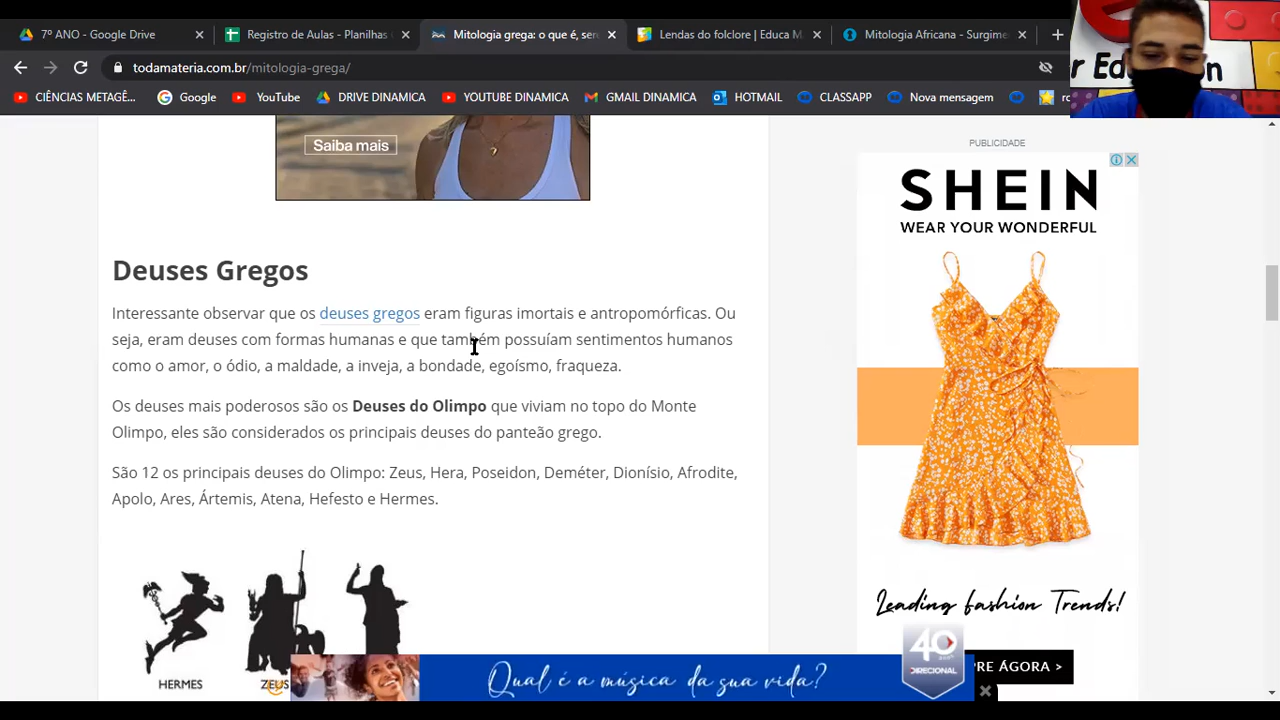 7º ANO - Google Drive
Registro de Aulas - Planilhas
Mitologia grega: o que é, ser
Lendas do folclore | Educa M
Mitologia Africana - Surgime
todamateria.com.br/mitologia-grega/
CIÊNCIAS METAGÊ...
Google
YouTube
DRIVE DINAMICA
YOUTUBE DINAMICA
GMAIL DINAMICA
HOTMAIL
CLASSAPP
Nova mensagem
Saiba mais
PUBLICIDADE
SHEIN
WEAR YOUR WONDERFUL
Deuses Gregos
Interessante observar que os deuses gregos eram figuras imortais e antropomórficas. Ou
seja, eram deuses com formas humanas e que também possuíam sentimentos humanos
como o amor, o ódio, a maldade, a inveja, a bondade, egoísmo, fraqueza.
Os deuses mais poderosos são os Deuses do Olimpo que viviam no topo do Monte
Olimpo, eles são considerados os principais deuses do panteão grego.
São 12 os principais deuses do Olimpo: Zeus, Hera, Poseidon, Deméter, Dionísio, Afrodite,
Apolo, Ares, Ártemis, Atena, Hefesto e Hermes.
Leading fashion Trends!
HERMES
ZEUS
Qual é a música da sua vida?
40
DIRECIONAL
PRE ÁGORA >